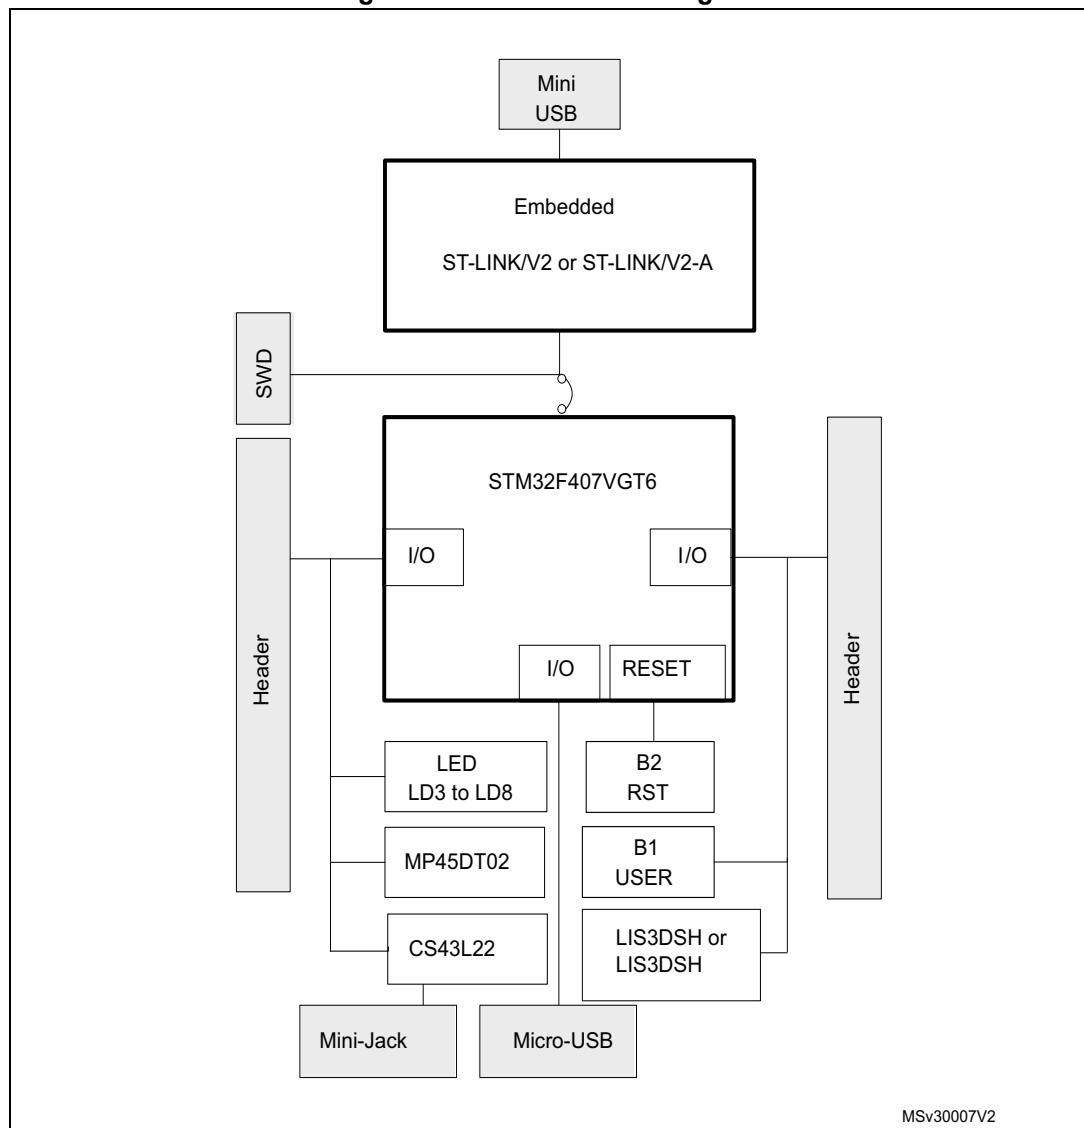 Mini
USB
Embedded
ST-LINK/V2 or ST-LINK/V2-A
SWD
STM32F407VGT6
I/O
I/O
Header
Header
I/O
RESET
LED
LD3 to LD8
B2
RST
MP45DT02
B1
USER
CS43L22
LIS3DSH or
LIS3DSH
Mini-Jack
Micro-USB
MSv30007V2